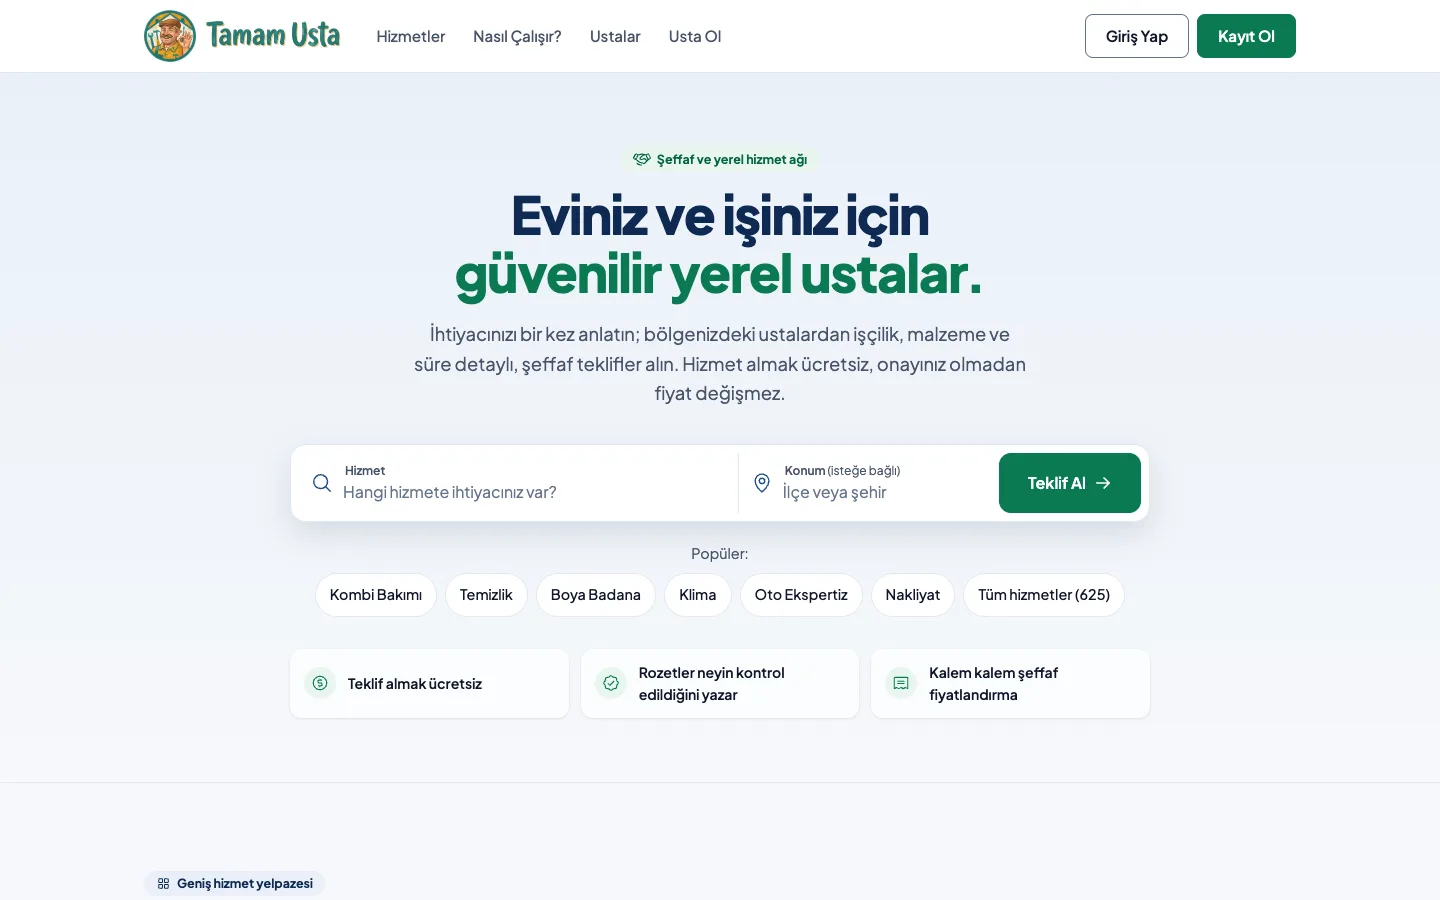 Tamam Usta
Hizmetler
Nasıl Çalışır?
Ustalar
Usta Ol
Giriş Yap
Kayıt Ol
Şeffaf ve yerel hizmet ağı
Eviniz ve işiniz için
güvenilir yerel ustalar.
İhtiyacınızı bir kez anlatın; bölgenizdeki ustalardan işçilik, malzeme ve
süre detaylı, şeffaf teklifler alın. Hizmet almak ücretsiz, onayınız olmadan
fiyat değişmez.
Hizmet
Hangi hizmete ihtiyacınız var?
Konum (isteğe bağlı)
İlçe veya şehir
Teklif Al
Popüler:
Kombi Bakımı
Temizlik
Boya Badana
Klima
Oto Ekspertiz
Nakliyat
Tüm hizmetler (625)
Teklif almak ücretsiz
Rozetler neyin kontrol
edildiğini yazar
Kalem kalem şeffaf
fiyatlandırma
Geniş hizmet yelpazesi